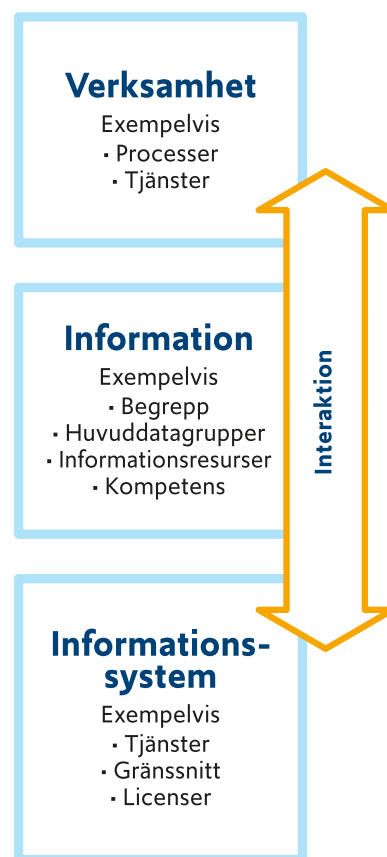 Verksamhet
Exempelvis
· Processer
· Tjänster
Information
Exempelvis
· Begrepp
· Huvuddatagrupper
· Informationsresurser
· Kompetens
Interaktion
Informations-
system
Exempelvis
· Tjänster
· Gränssnitt
· Licenser